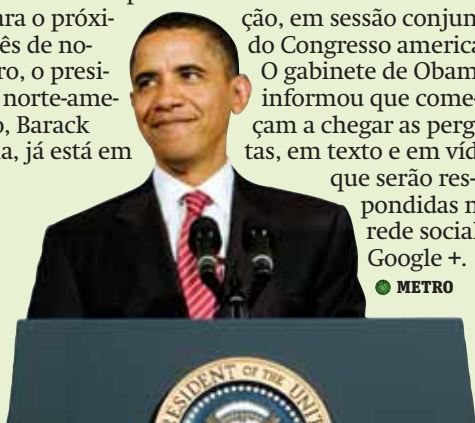 ara o próxi-
ês de no-
ro, o presi-
norte-ame-
o, Barack
a, já está em
ção, em sessão conjun
do Congresso america
O gabinete de Obam
informou que come-
çam a chegar as perg
tas, em texto e em víd
que serão res-
pondidas n
rede social
Google +.
METRO
RESIDENT OF THE UNITE